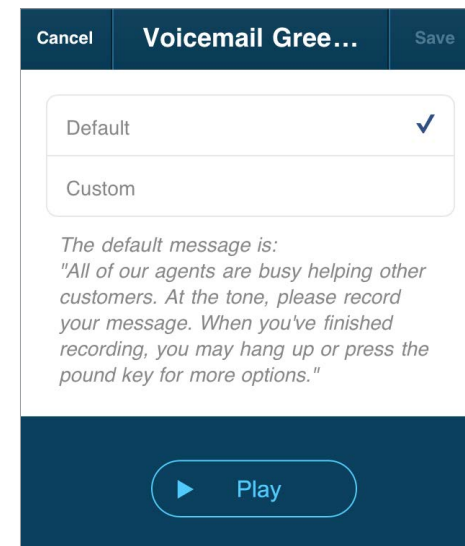 Cancel Voicemail Gree... Save
Default
Custom
The default message is:
"All of our agents are busy helping other
customers. At the tone, please record
your message. When you've finished
recording, you may hang up or press the
pound key for more options."
Play